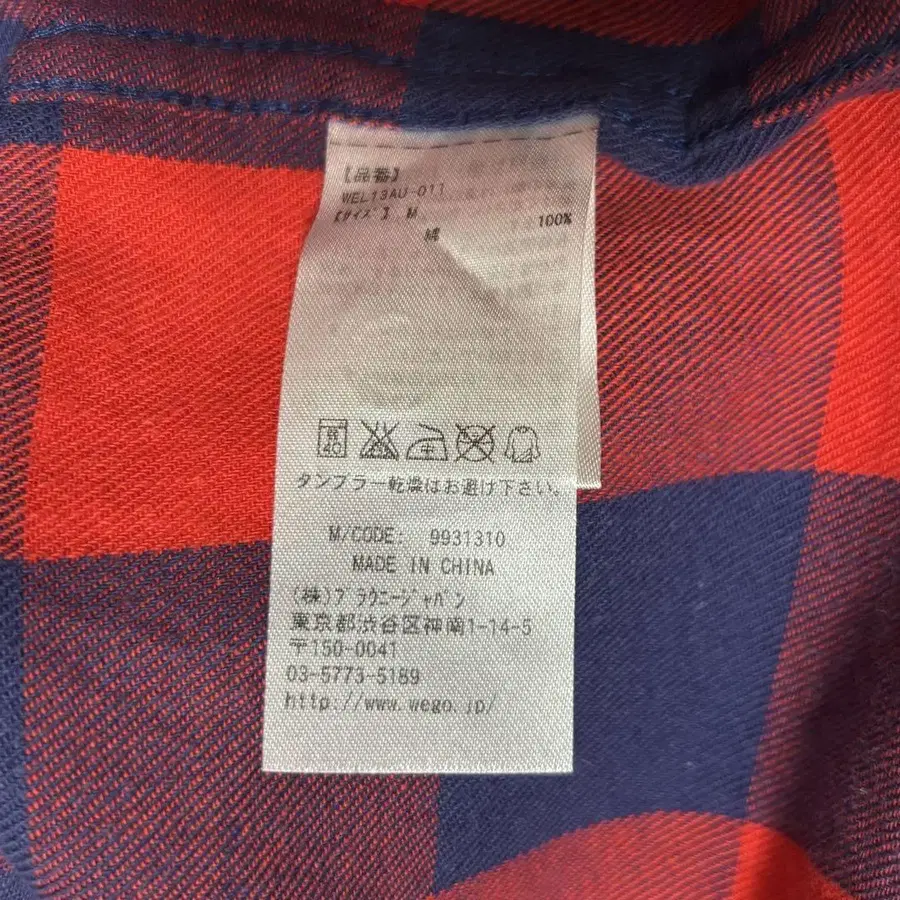 【品番】
WEL13AU-011
【ｻｲｽﾞ】 M
綿 100%
40
タンブラー乾燥はお避け下さい。
M/CODE: 9931310
MADE IN CHINA
(株)ﾌﾞﾗｳﾆｰｼﾞｬﾊﾟﾝ
東京都渋谷区神南1-14-5
〒150-0041
03-5773-5189
http://www.wego.jp/